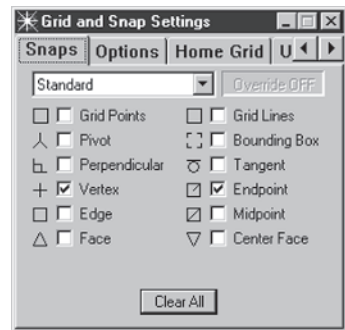 Grid and Snap Settings
Snaps Options Home Grid U
Standard Override OFF
Grid Points Grid Lines
Pivot Bounding Box
Perpendicular Tangent
Vertex Endpoint
Edge Midpoint
Face Center Face
Clear All